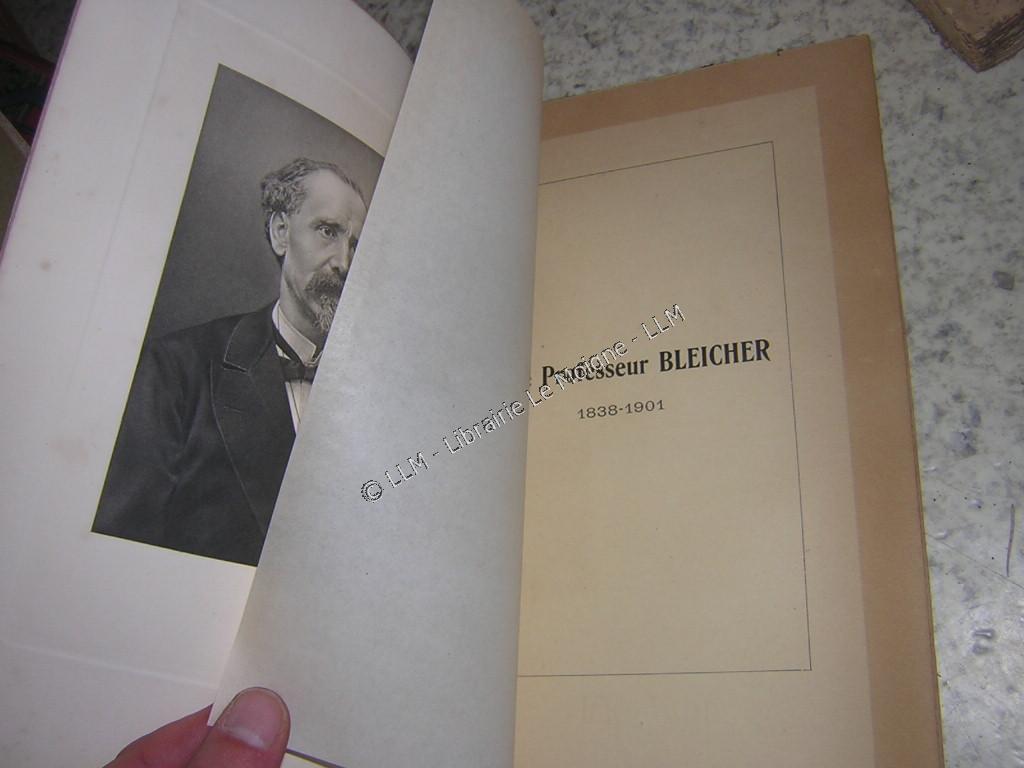 Professeur BLEICHER
1838-1901
© LLM - Librairie Le Moigne - LLM